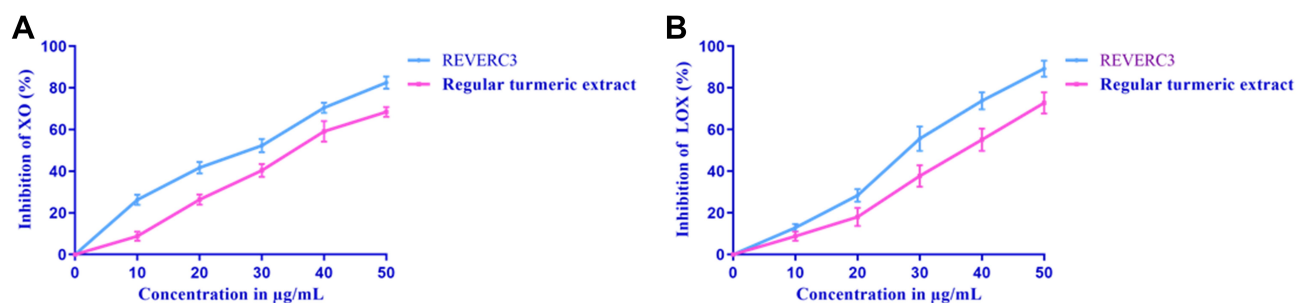 A
Inhibition of XO (%)
100
80
60
40
20
0
0 10 20 30 40 50
Concentration in µg/mL
REVERC3
Regular turmeric extract
B
Inhibition of LOX (%)
100
80
60
40
20
0
0 10 20 30 40 50
Concentration in µg/mL
REVERC3
Regular turmeric extract